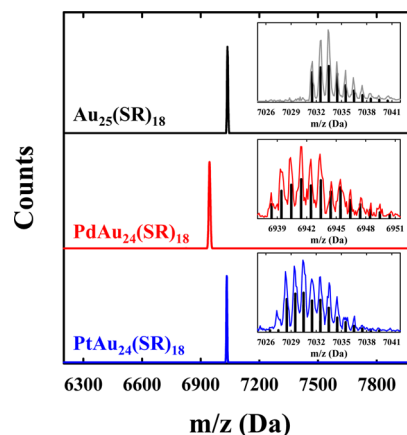 7026 7029 7032 7035 7038 7041
m/z (Da)
Au25(SR)18
6939 6942 6945 6948 6951
m/z (Da)
PdAu24(SR)18
Counts
7026 7029 7032 7035 7038 7041
m/z (Da)
PtAu24(SR)18
6300 6600 6900 7200 7500 7800
m/z (Da)